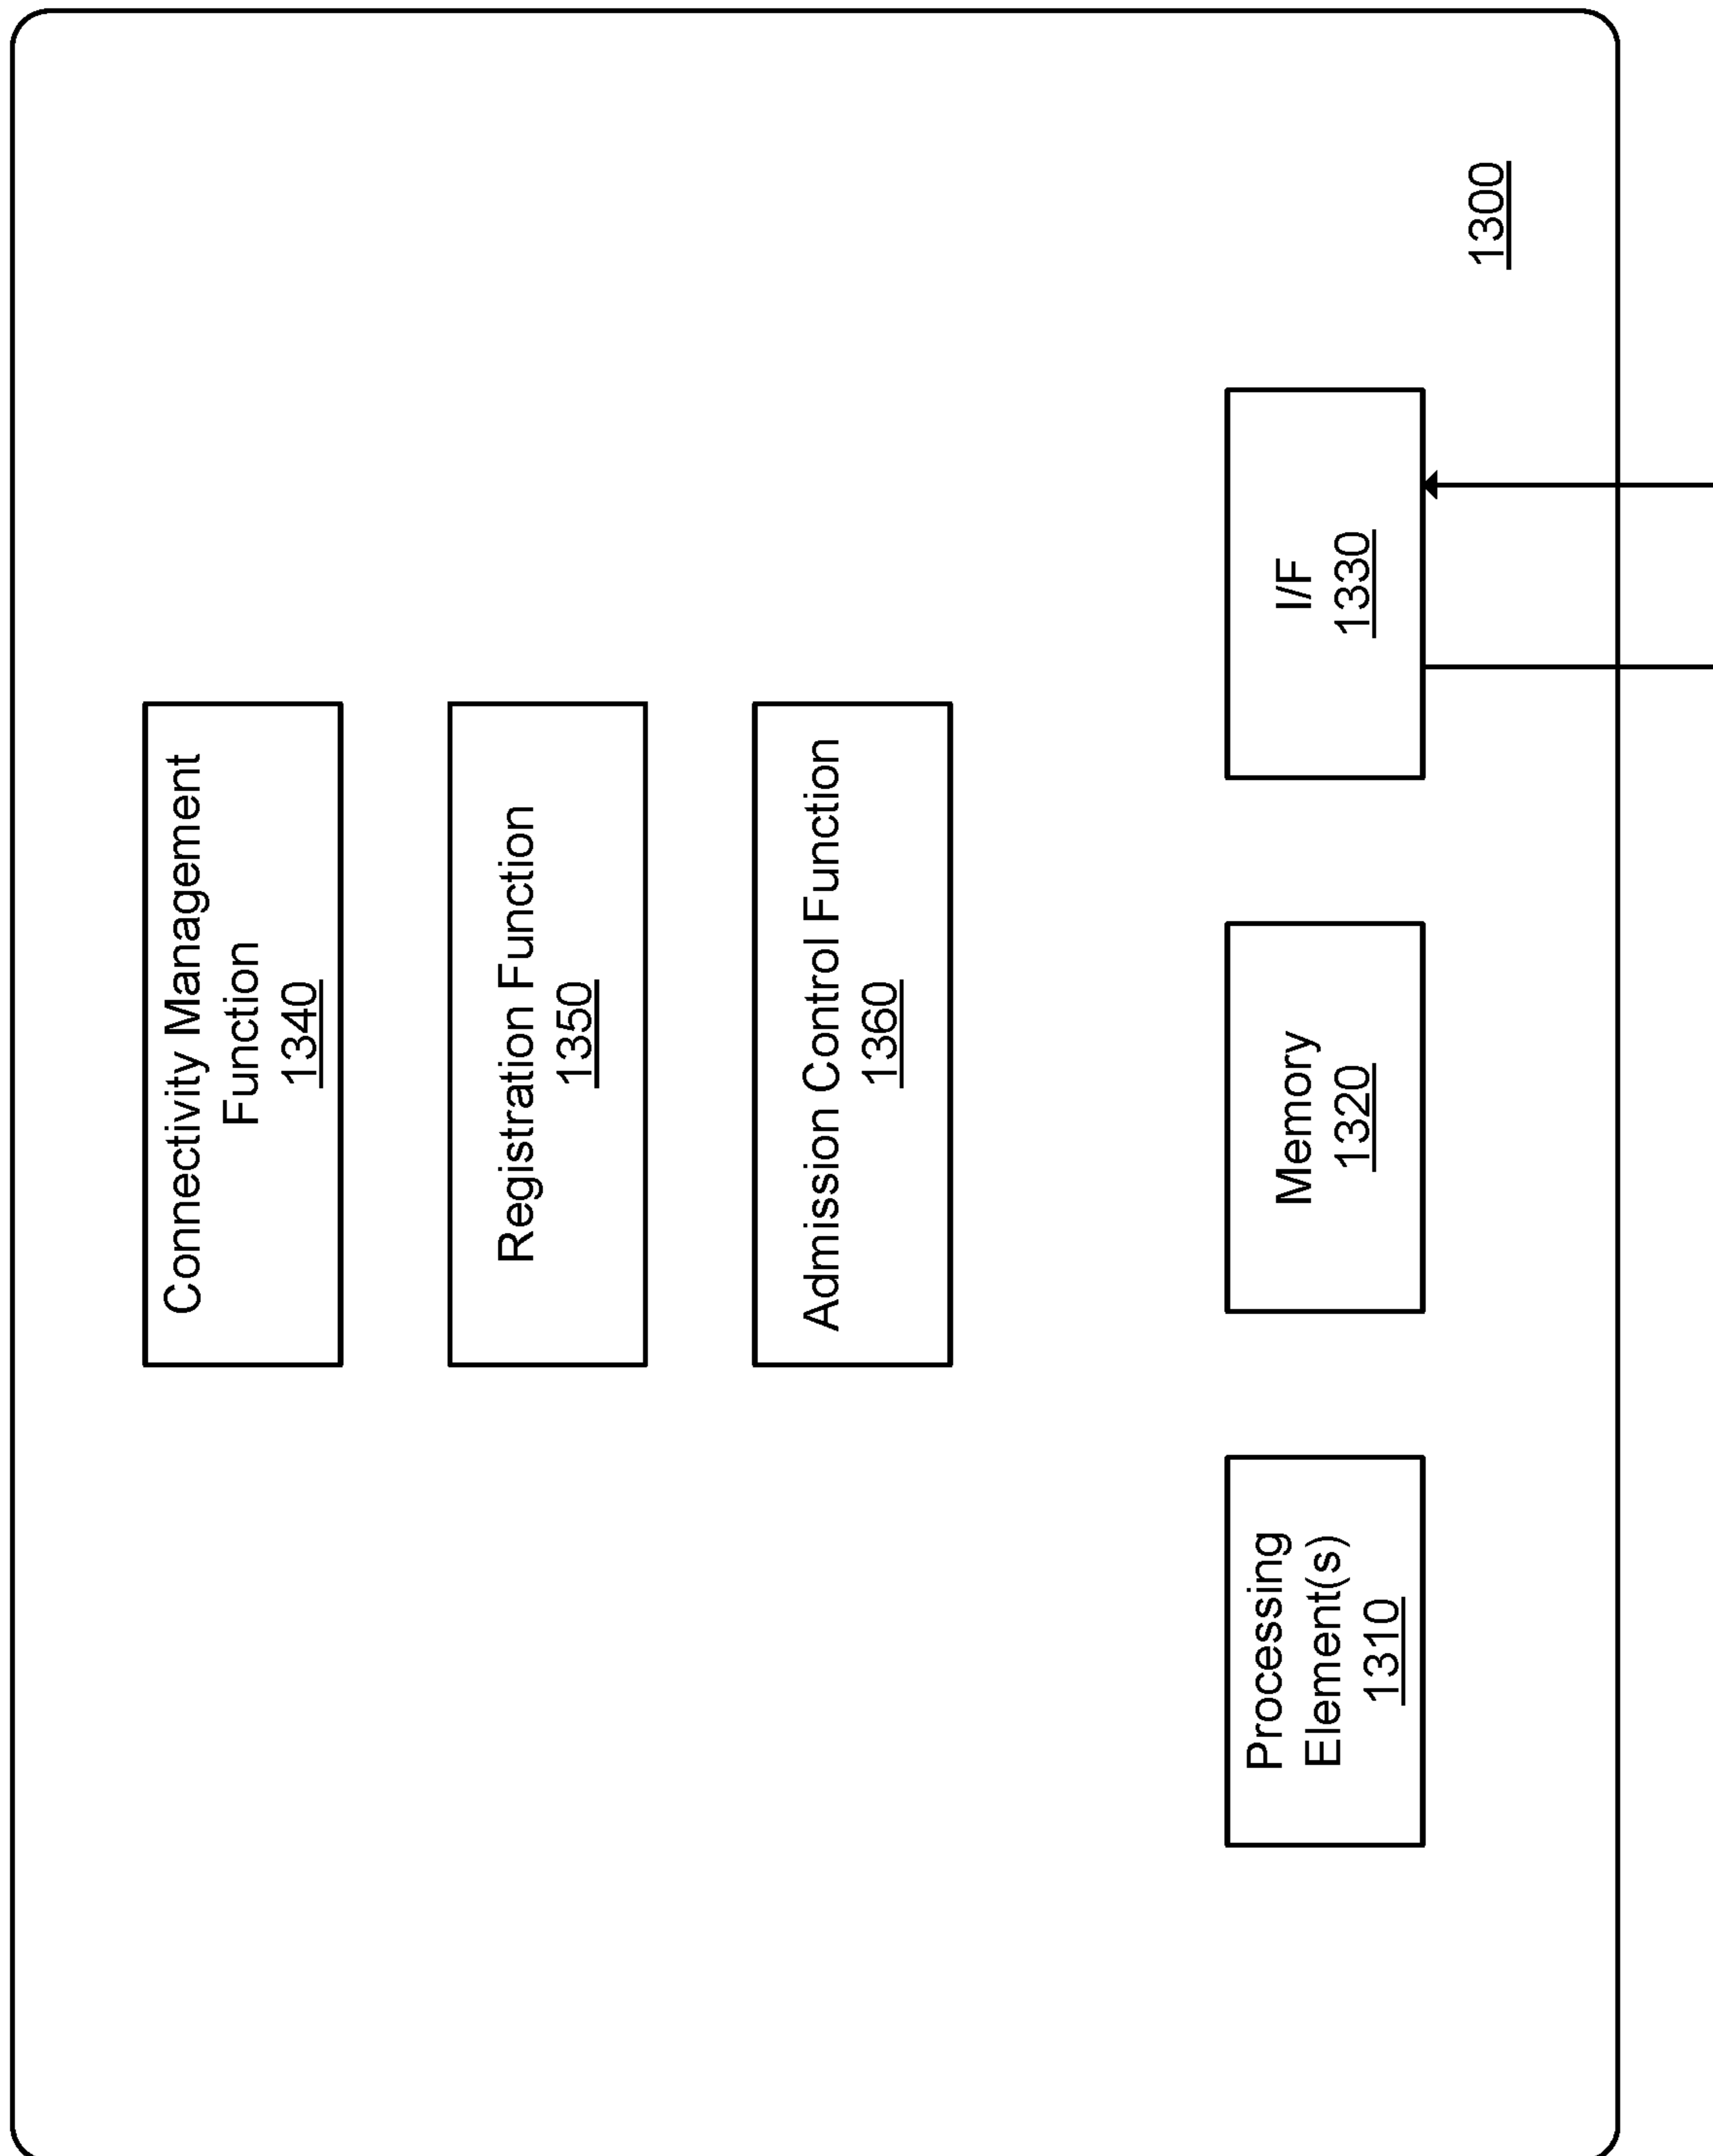 Connectivity Management
Function
1340
Registration Function
1350
Admission Control Function
1360
Processing
Element(s)
1310
Memory
1320
I/F
1330
1300